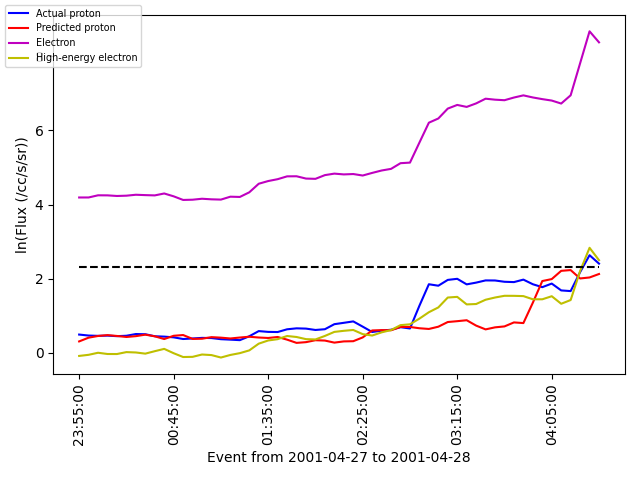 Actual proton
Predicted proton
Electron
High-energy electron
ln(Flux (/cc/s/sr))
6
4
2
0
23:55:00
00:45:00
01:35:00
02:25:00
03:15:00
04:05:00
Event from 2001-04-27 to 2001-04-28